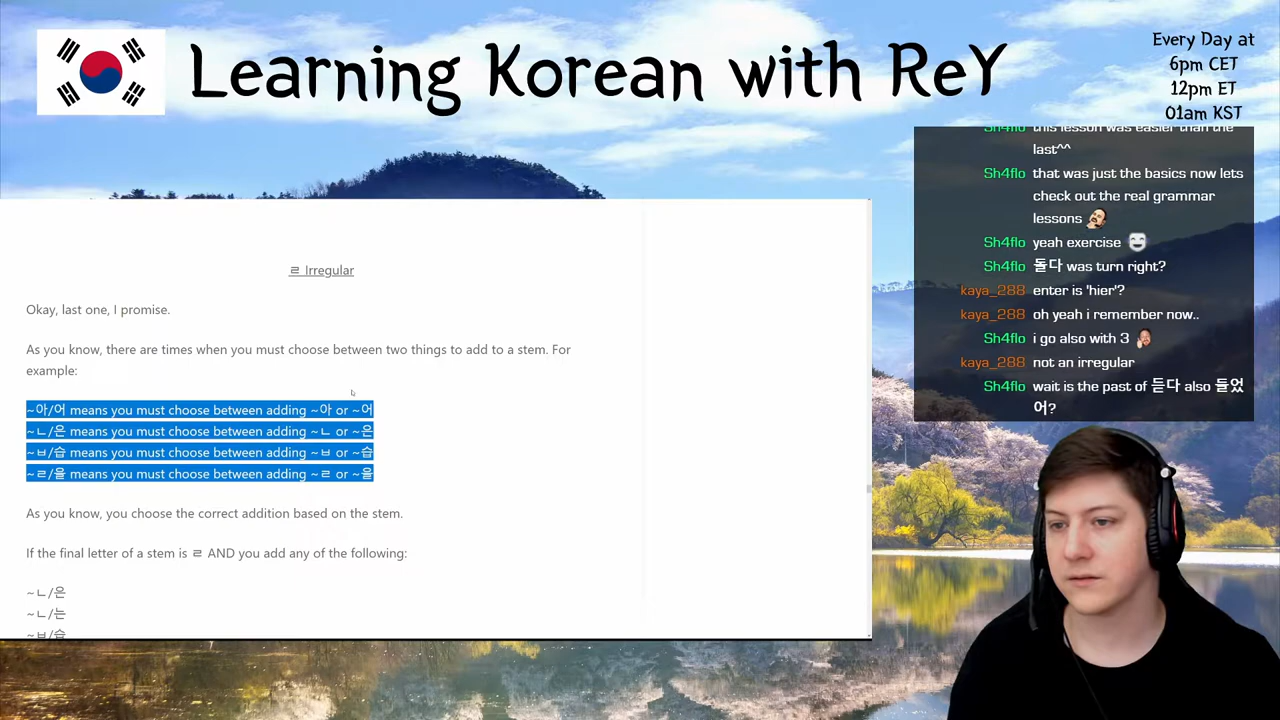 Learning Korean with ReY
Every Day at
6pm CET
12pm ET
01am KST
Sh4flo this lesson was easier than the
last^^
Sh4flo that was just the basics now lets
check out the real grammar
lessons
Sh4flo yeah exercise
Sh4flo 돌다 was turn right?
kaya_288 enter is 'hier'?
kaya_288 oh yeah i remember now..
Sh4flo i go also with 3
kaya_288 not an irregular
Sh4flo wait is the past of 듣다 also 들었
어?
ㄹ Irregular
Okay, last one, I promise.
As you know, there are times when you must choose between two things to add to a stem. For
example:
~아/어 means you must choose between adding ~아 or ~어
~ㄴ/은 means you must choose between adding ~ㄴ or ~은
~ㅂ/습 means you must choose between adding ~ㅂ or ~습
~ㄹ/을 means you must choose between adding ~ㄹ or ~을
As you know, you choose the correct addition based on the stem.
If the final letter of a stem is ㄹ AND you add any of the following:
~ㄴ/은
~ㄴ/는
~ㅂ/습